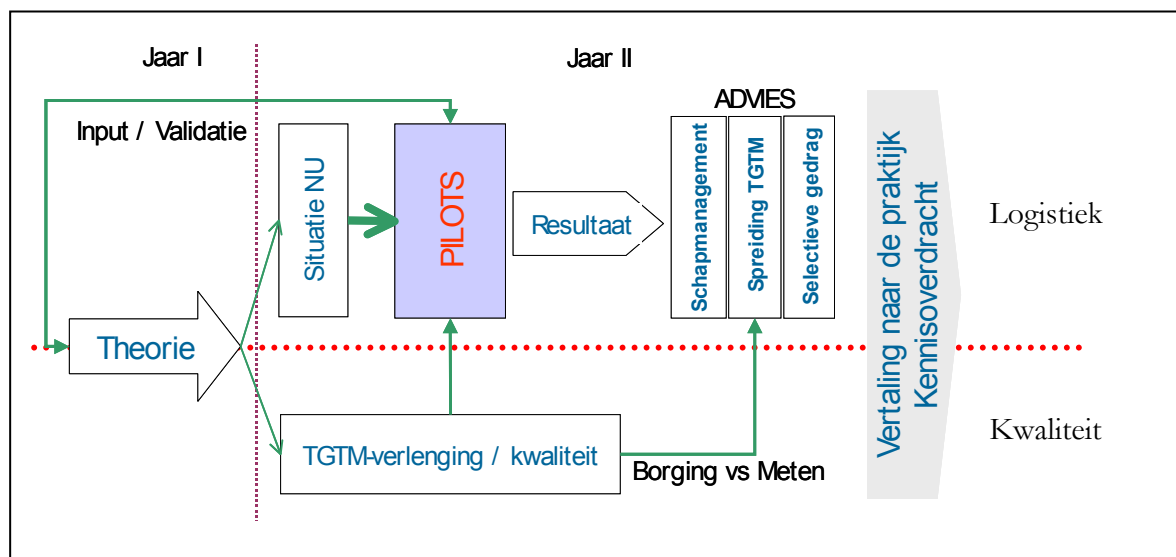 Jaar I
Jaar II
Input / Validatie
ADVIES
Situatie NU
PILOTS
Resultaat
Schapmanagement
Spreiding TGTM
Selectieve gedrag
Vertaling naar de praktijk
Kennisoverdracht
Logistiek
Theorie
TGTM-verlenging / kwaliteit
Borging vs Meten
Kwaliteit